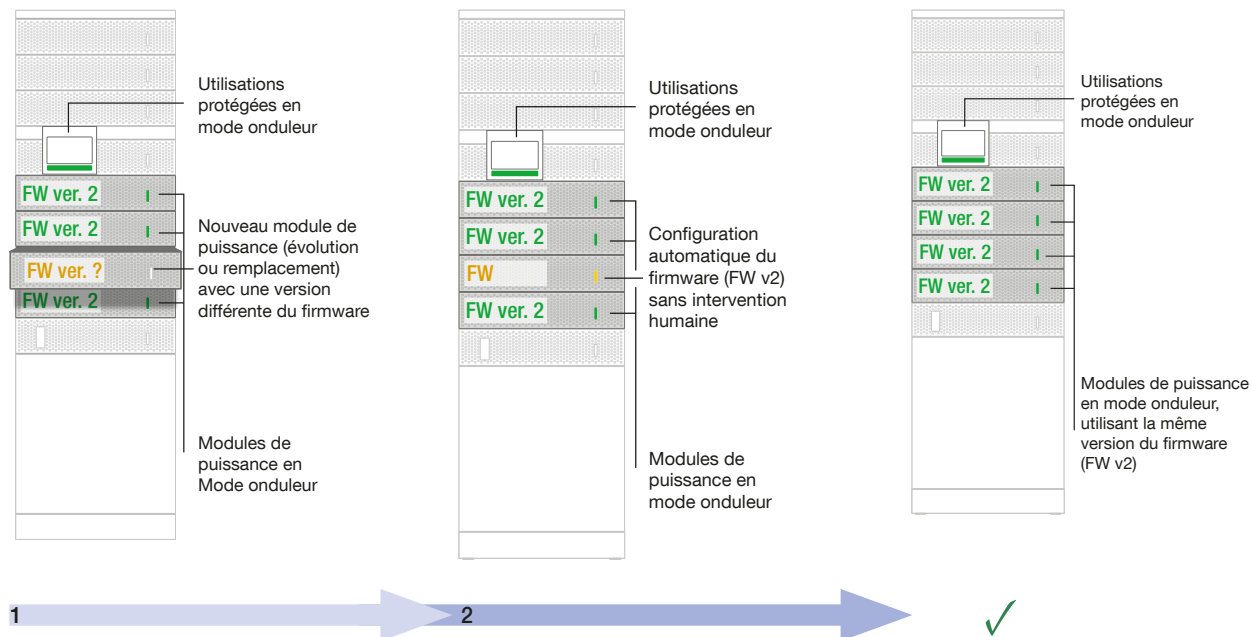 Utilisations
protégées en
mode onduleur
FW ver. 2
FW ver. 2
FW ver. ?
FW ver. 2
Nouveau module de
puissance (évolution
ou remplacement)
avec une version
différente du firmware
Modules de
puissance en
Mode onduleur
Utilisations
protégées en
mode onduleur
FW ver. 2
FW ver. 2
FW
FW ver. 2
Configuration
automatique du
firmware (FW v2)
sans intervention
humaine
Modules de
puissance en
mode onduleur
Utilisations
protégées en
mode onduleur
FW ver. 2
FW ver. 2
FW ver. 2
FW ver. 2
Modules de puissance
en mode onduleur,
utilisant la même
version du firmware
(FW v2)
1
2